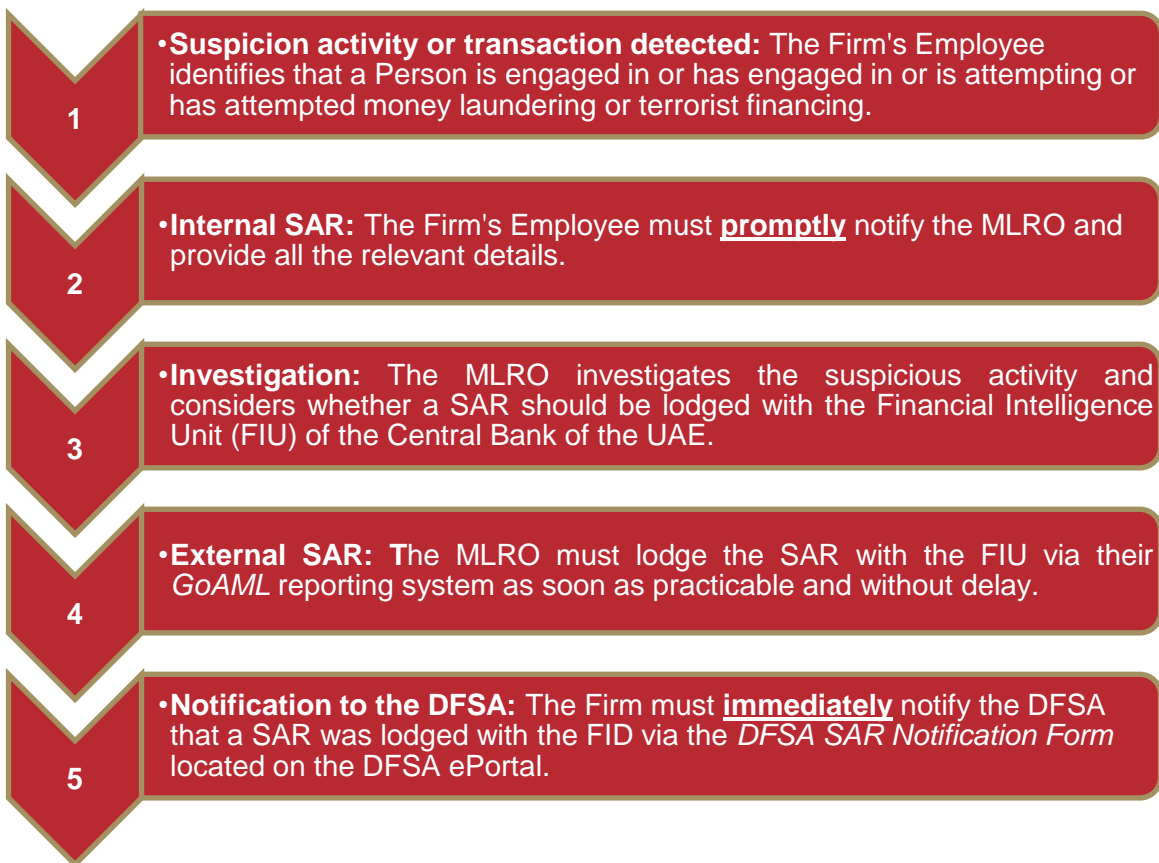 •Suspicion activity or transaction detected: The Firm's Employee
identifies that a Person is engaged in or has engaged in or is attempting or
has attempted money laundering or terrorist financing.
1
•Internal SAR: The Firm's Employee must promptly notify the MLRO and
provide all the relevant details.
2
•Investigation: The MLRO investigates the suspicious activity and
considers whether a SAR should be lodged with the Financial Intelligence
Unit (FIU) of the Central Bank of the UAE.
3
•External SAR: The MLRO must lodge the SAR with the FIU via their
GoAML reporting system as soon as practicable and without delay.
4
•Notification to the DFSA: The Firm must immediately notify the DFSA
that a SAR was lodged with the FID via the DFSA SAR Notification Form
located on the DFSA ePortal.
5